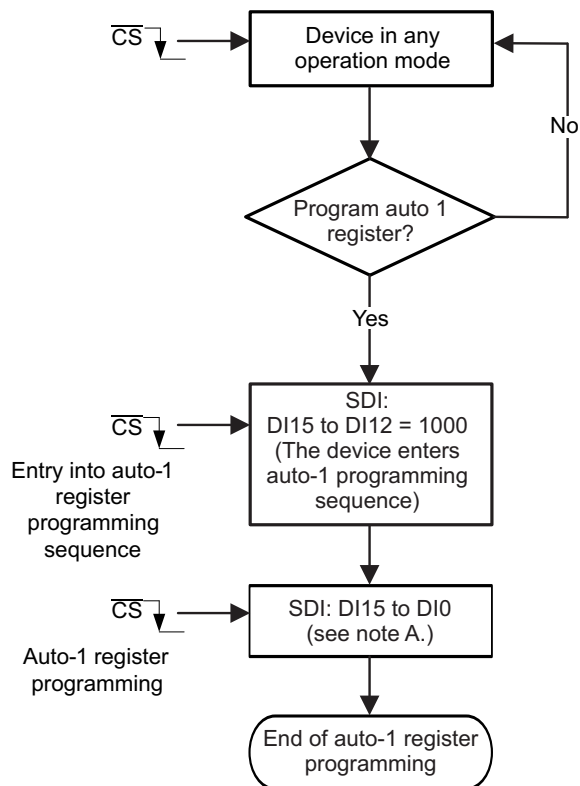 CS
Device in any
operation mode
No
Program auto 1
register?
Yes
CS
SDI:
DI15 to DI12 = 1000
(The device enters
auto-1 programming
sequence)
Entry into auto-1
register
programming
sequence
CS
SDI: DI15 to DI0
(see note A.)
Auto-1 register
programming
End of auto-1 register
programming